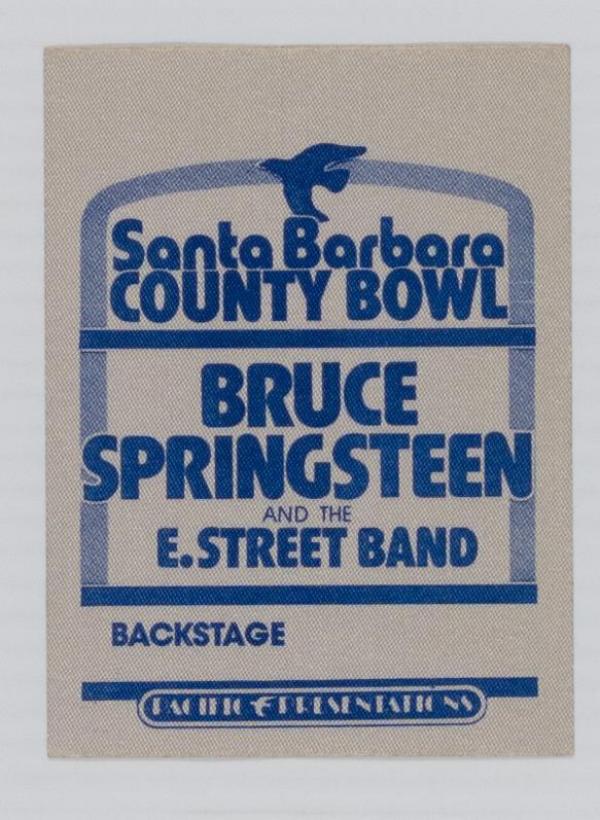 Santa Barbara
COUNTY BOWL
BRUCE
SPRINGSTEEN
AND THE
E. STREET BAND
BACKSTAGE
PACIFIC PRESENTATIONS